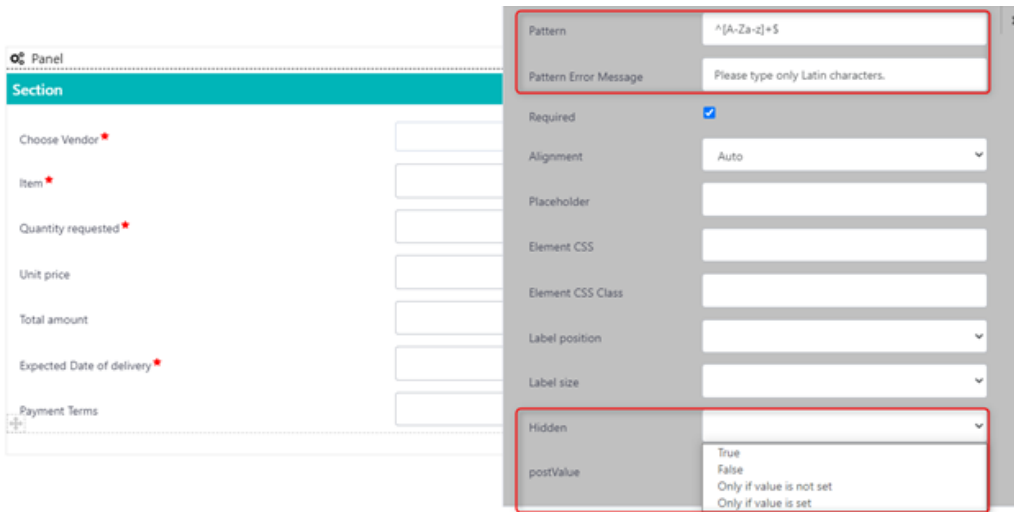 Panel
Section
Choose Vendor*
Item*
Quantity requested*
Unit price
Total amount
Expected Date of delivery*
Payment Terms
Pattern
^[A-Za-z]+$
Pattern Error Message
Please type only Latin characters.
Required
Alignment
Auto
Placeholder
Element CSS
Element CSS Class
Label position
Label size
Hidden
postValue
True
False
Only if value is not set
Only if value is set